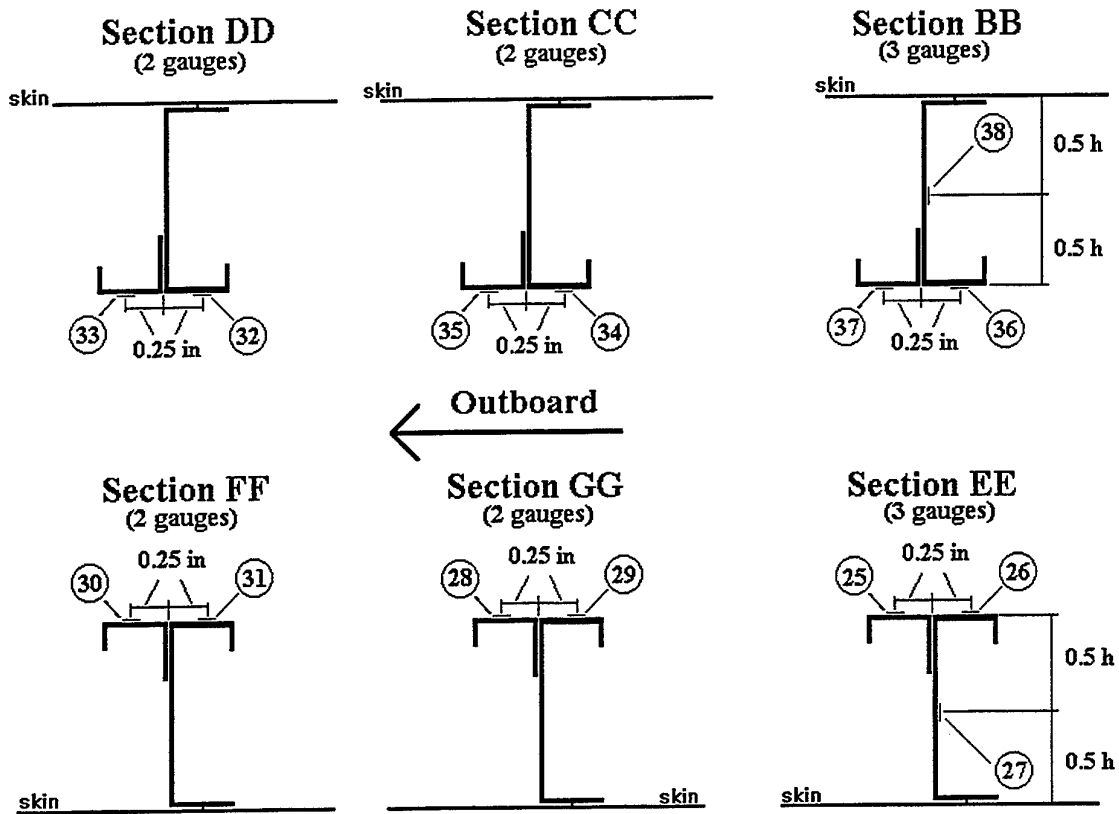 Section DD
(2 gauges)
skin
33
32
0.25 in
Section CC
(2 gauges)
skin
35
34
0.25 in
Section BB
(3 gauges)
skin
38
0.5 h
0.5 h
37
36
0.25 in
Outboard
Section FF
(2 gauges)
0.25 in
30
31
skin
Section GG
(2 gauges)
0.25 in
28
29
skin
Section EE
(3 gauges)
0.25 in
25
26
0.5 h
27
0.5 h
skin